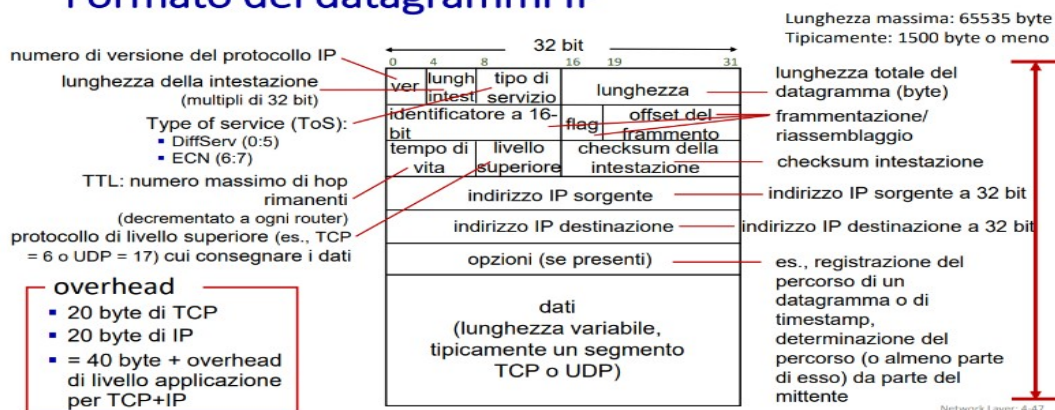 Formato dei datagrammi IP
Lunghezza massima: 65535 byte
Tipicamente: 1500 byte o meno
numero di versione del protocollo IP
lunghezza della intestazione
(multipli di 32 bit)
Type of service (ToS):
▪ DiffServ (0:5)
▪ ECN (6:7)
TTL: numero massimo di hop
rimanenti
(decrementato a ogni router)
protocollo di livello superiore (es., TCP
= 6 o UDP = 17) cui consegnare i dati
overhead
▪ 20 byte di TCP
▪ 20 byte di IP
▪ = 40 byte + overhead
di livello applicazione
per TCP+IP
32 bit
0 4 8 16 19 31
ver
lungh
intest
tipo di
servizio
lunghezza
identificatore a 16-
bit
flag
offset del
frammento
tempo di
vita
livello
superiore
checksum della
intestazione
indirizzo IP sorgente
indirizzo IP destinazione
opzioni (se presenti)
dati
(lunghezza variabile,
tipicamente un segmento
TCP o UDP)
lunghezza totale del
datagramma (byte)
frammentazione/
riassemblaggio
checksum intestazione
indirizzo IP sorgente a 32 bit
indirizzo IP destinazione a 32 bit
es., registrazione del
percorso di un
datagramma o di
timestamp,
determinazione del
percorso (o almeno parte
di esso) da parte del
mittente
Network Layer: 4-47